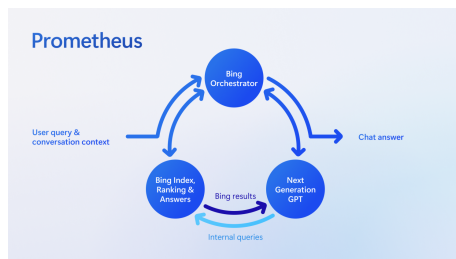 Prometheus
Bing
Orchestrator
User query &
conversation context
Chat answer
Bing Index,
Ranking &
Answers
Bing results
Next
Generation
GPT
Internal queries